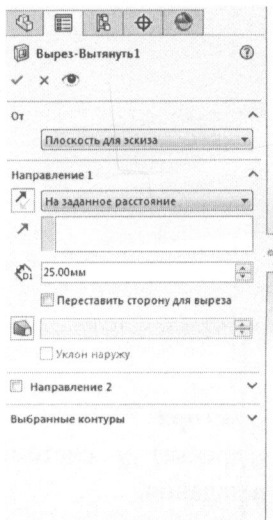 Вырез-Вытянуть1
От
Плоскость для эскиза
Направление 1
На заданное расстояние
D1
25.00мм
Переставить сторону для выреза
Уклон наружу
Направление 2
Выбранные контуры